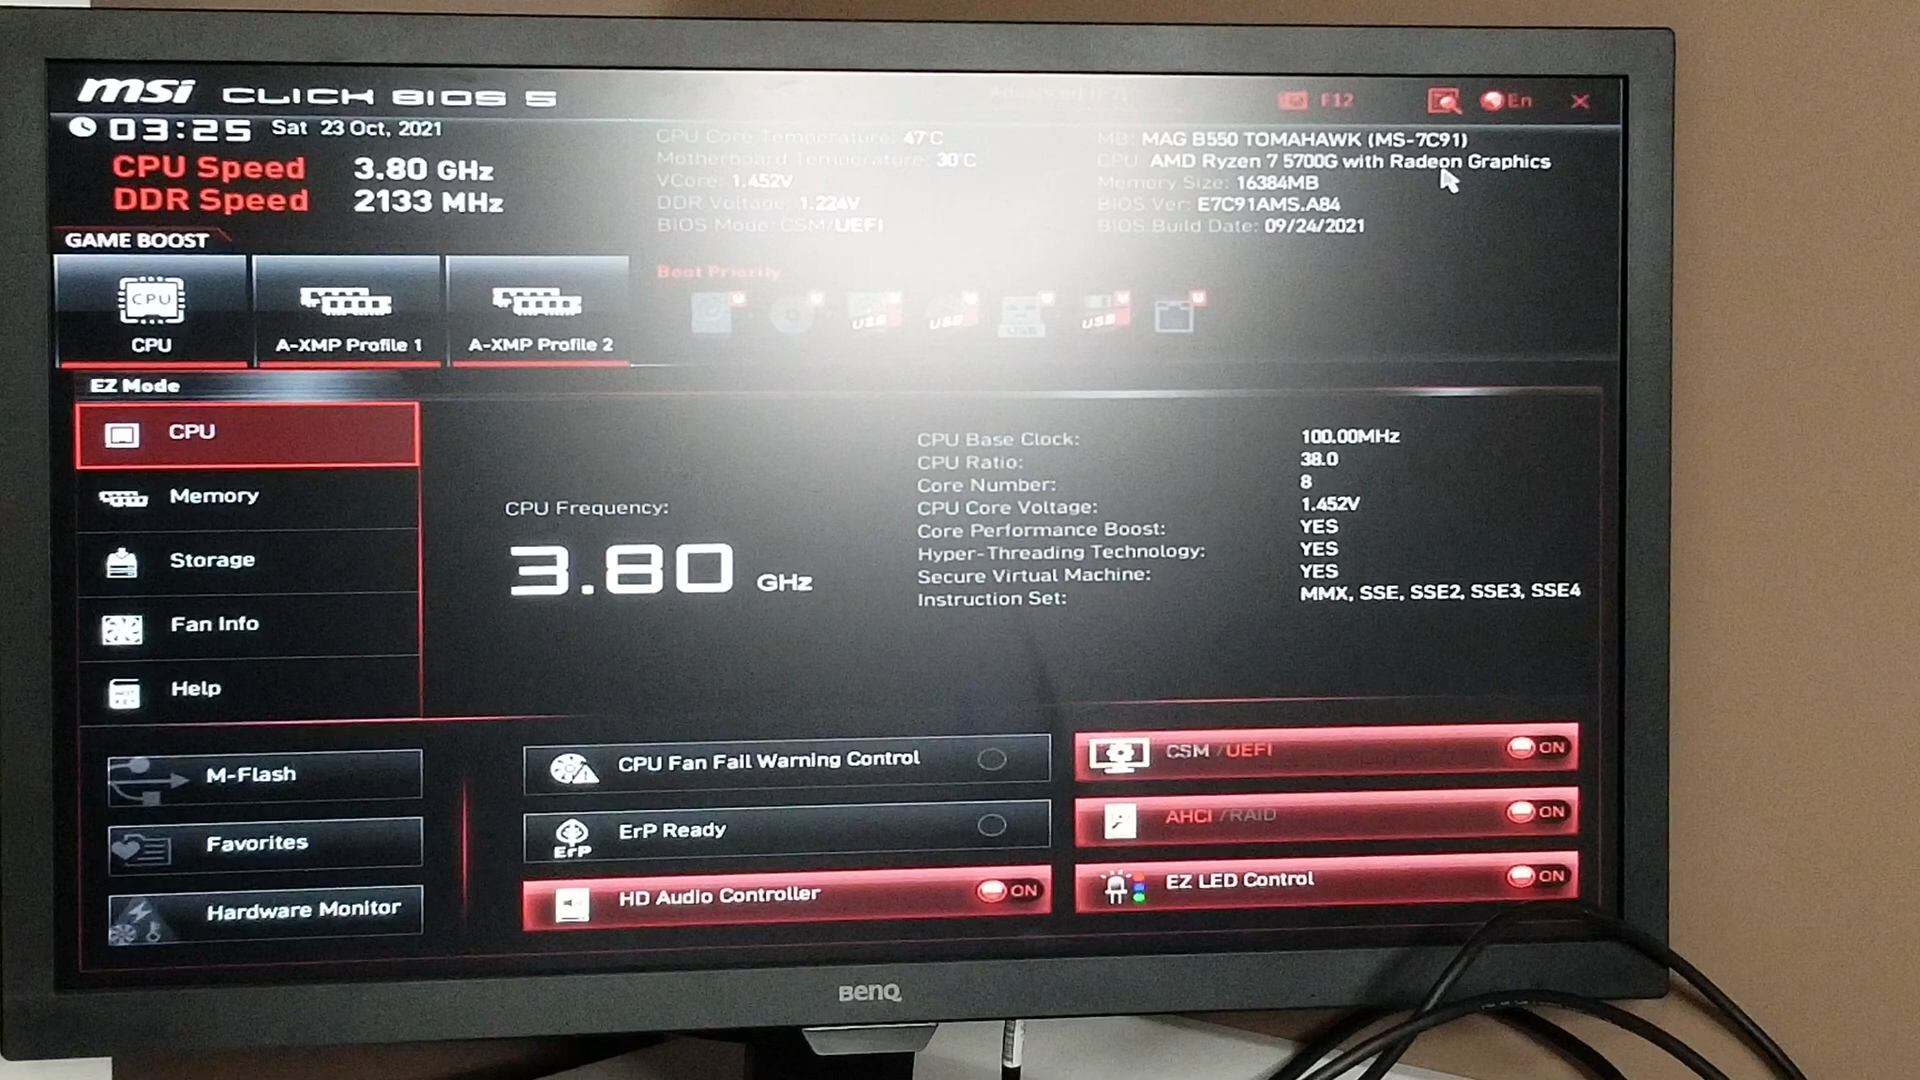 msi CLICK BIOS 5
Advanced (F7)
F12
En
X
03:25 Sat 23 Oct, 2021
CPU Speed 3.80 GHz
DDR Speed 2133 MHz
CPU Core Temperature: 47°C
Motherboard Temperature: 30°C
VCore: 1.452V
DDR Voltage: 1.224V
BIOS Mode: CSM/UEFI
MB: MAG B550 TOMAHAWK (MS-7C91)
CPU: AMD Ryzen 7 5700G with Radeon Graphics
Memory Size: 16384MB
BIOS Ver: E7C91AMS.A84
BIOS Build Date: 09/24/2021
GAME BOOST
CPU
CPU
A-XMP Profile 1
A-XMP Profile 2
Boot Priority
USB
USB
USB
USB
EZ Mode
CPU
Memory
Storage
Fan Info
Help
CPU Frequency:
3.80 GHz
CPU Base Clock: 100.00MHz
CPU Ratio: 38.0
Core Number: 8
CPU Core Voltage: 1.452V
Core Performance Boost: YES
Hyper-Threading Technology: YES
Secure Virtual Machine: YES
Instruction Set: MMX, SSE, SSE2, SSE3, SSE4
M-Flash
Favorites
Hardware Monitor
CPU Fan Fail Warning Control
ErP
ErP Ready
HD Audio Controller ON
CSM /UEFI ON
AHCI /RAID ON
EZ LED Control ON
BenQ